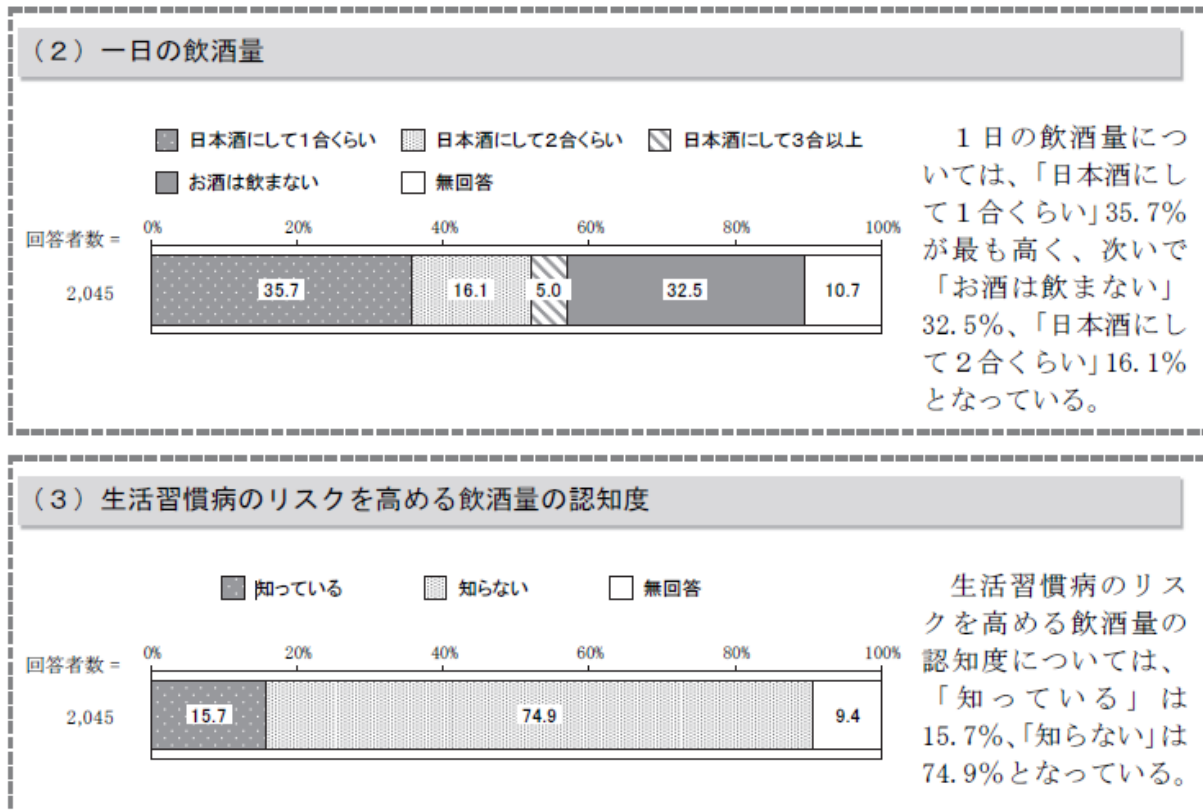 （2）一日の飲酒量
日本酒にして1合くらい 日本酒にして2合くらい 日本酒にして3合以上
お酒は飲まない 無回答
0% 20% 40% 60% 80% 100%
回答者数 =
2,045 35.7 16.1 5.0 32.5 10.7
1日の飲酒量につ
いては、「日本酒にし
て1合くらい」35.7%
が最も高く、次いで
「お酒は飲まない」
32.5%、「日本酒にし
て2合くらい」16.1%
となっている。
（3）生活習慣病のリスクを高める飲酒量の認知度
知っている 知らない 無回答
0% 20% 40% 60% 80% 100%
回答者数 =
2,045 15.7 74.9 9.4
生活習慣病のリス
クを高める飲酒量の
認知度については、
「知っている」は
15.7%、「知らない」は
74.9%となっている。